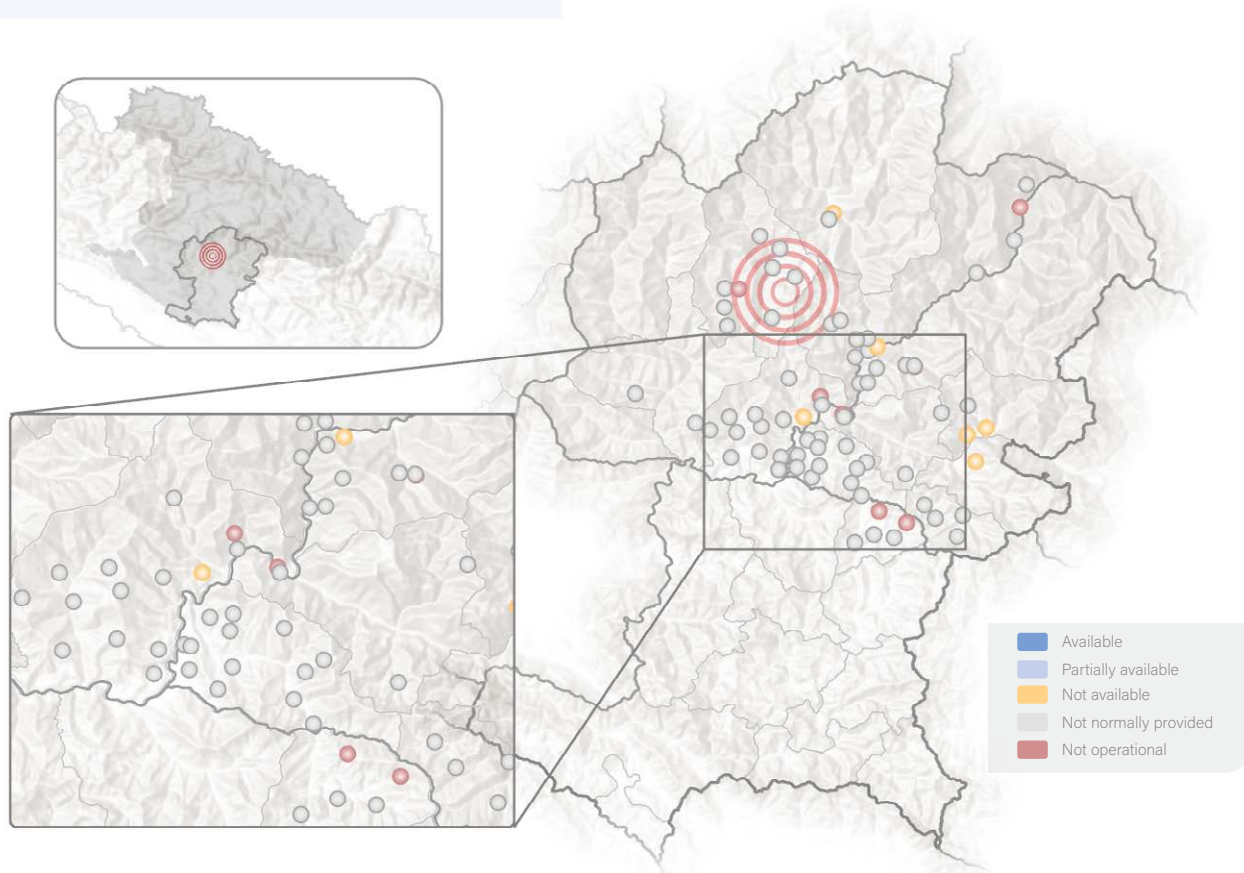 Available
Partially available
Not available
Not normally provided
Not operational